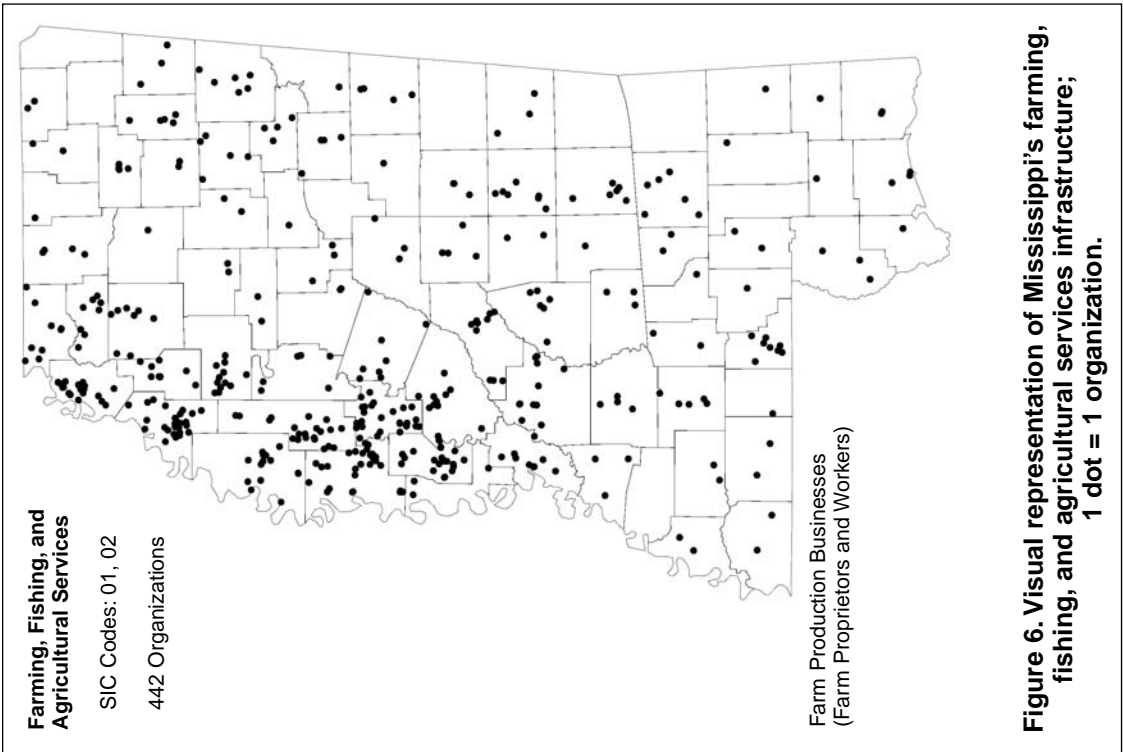 Farming, Fishing, and
Agricultural Services
SIC Codes: 01, 02
442 Organizations
Farm Production Businesses
(Farm Proprietors and Workers)
Figure 6. Visual representation of Mississippi's farming,
fishing, and agricultural services infrastructure;
1 dot = 1 organization.